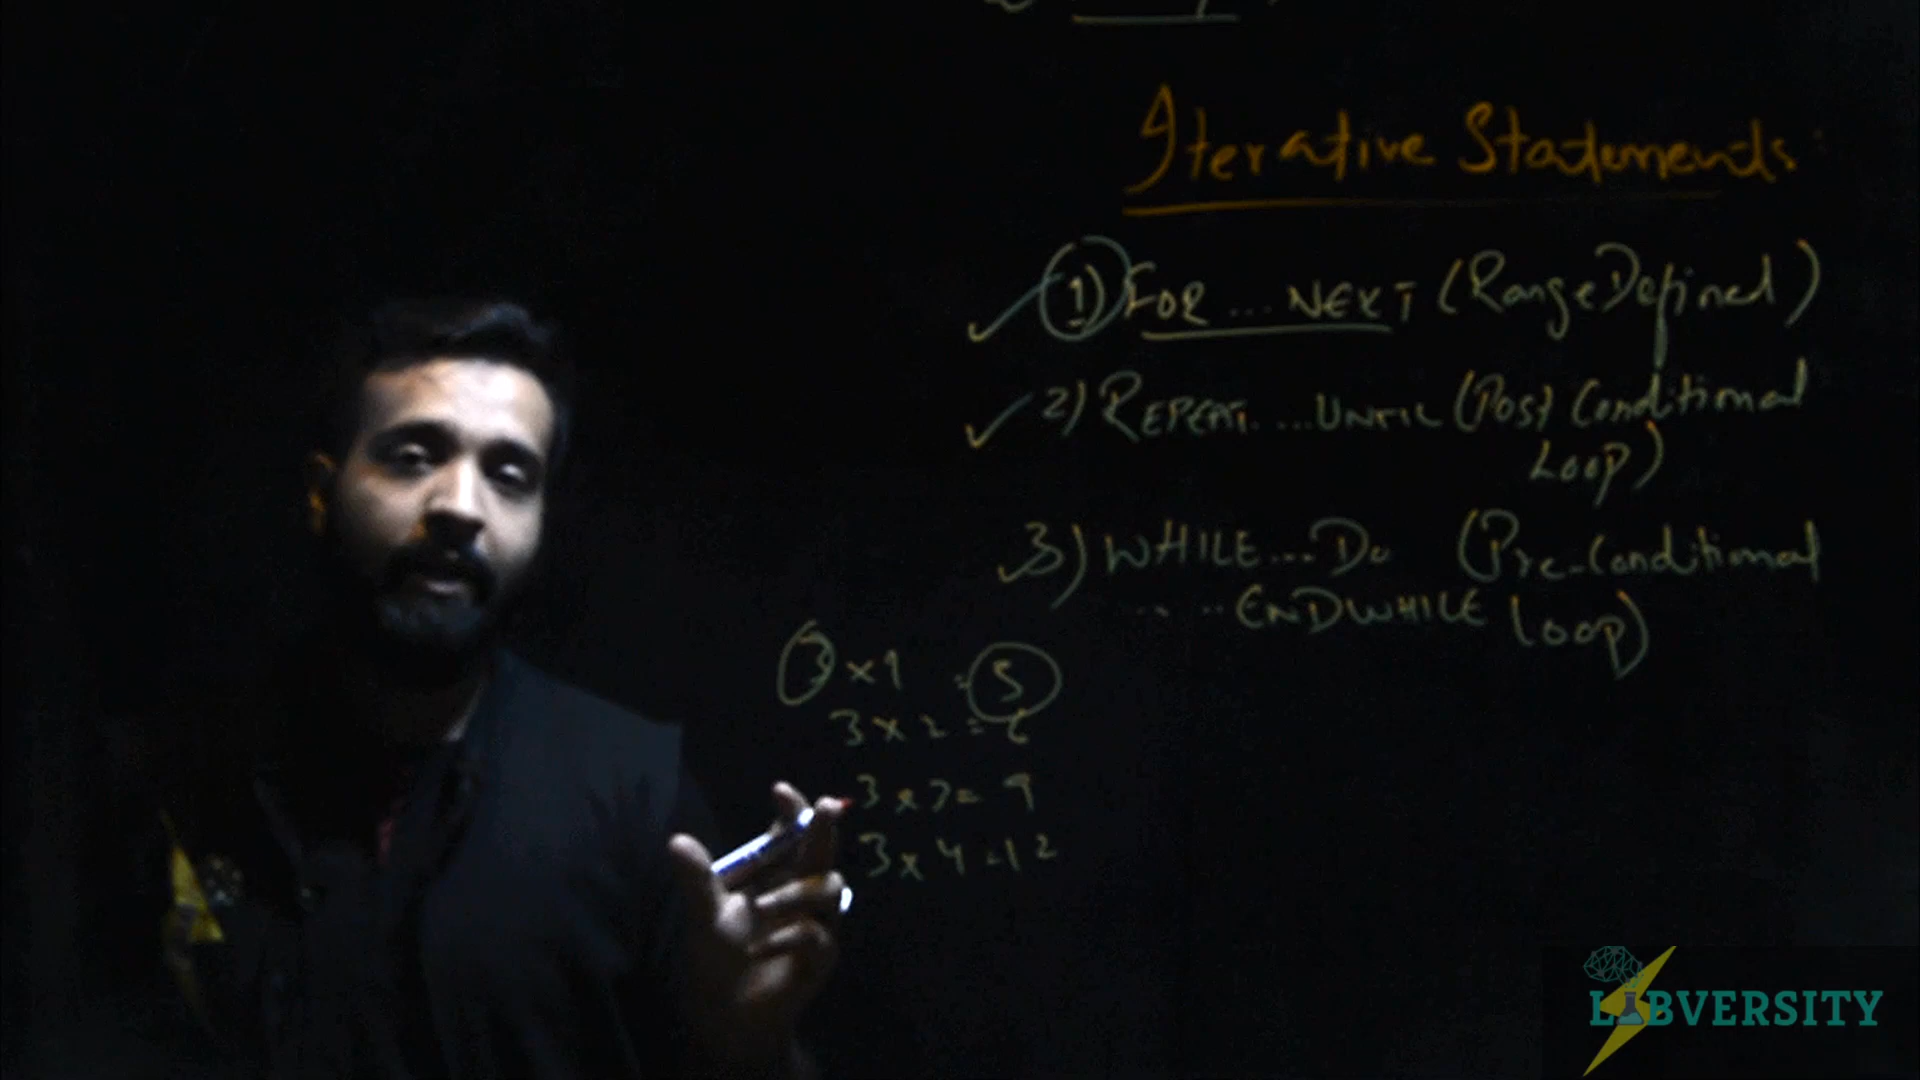 Iterative Statements:
1) FOR ... NEXT (Range Defined)
2) REPEAT ... UNTIL (Post Conditional
Loop)
3) WHILE ... Do (Pre-Conditional
.. .. ENDWHILE Loop)
3 x 1 = 5
3 x 2 = 6
3 x 3 = 9
3 x 4 = 12
LABVERSITY